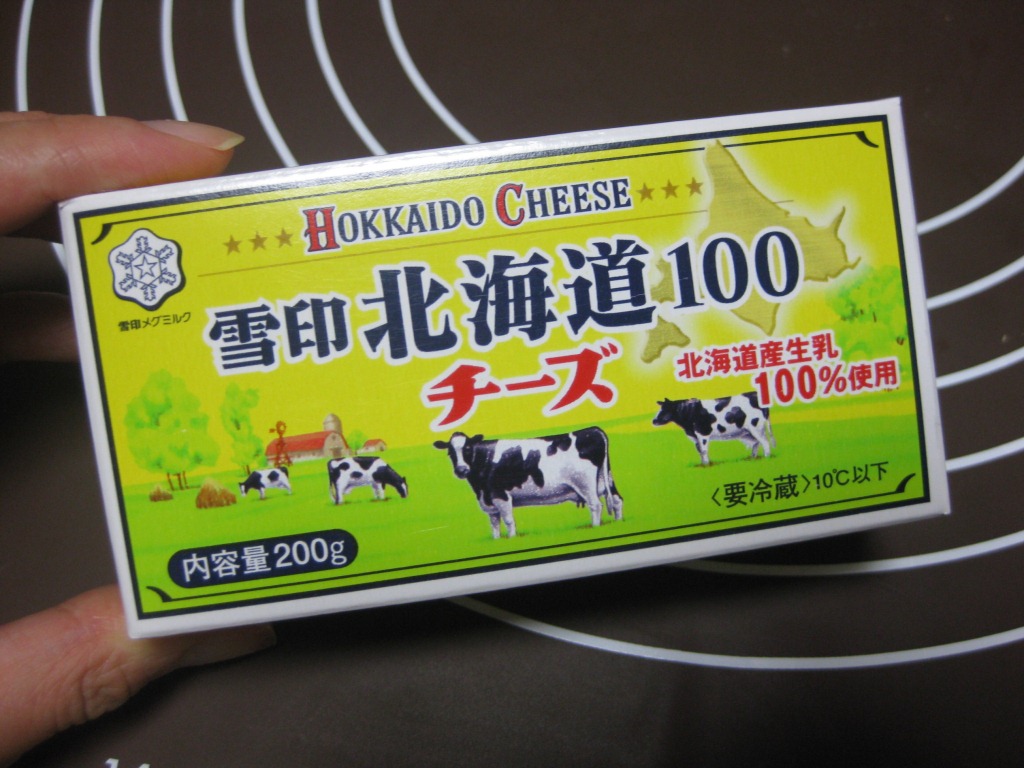 ★★★HOKKAIDO CHEESE★★★
雪印メグミルク
雪印北海道100
チーズ
北海道産生乳
100%使用
〈要冷蔵〉10℃以下
内容量200g